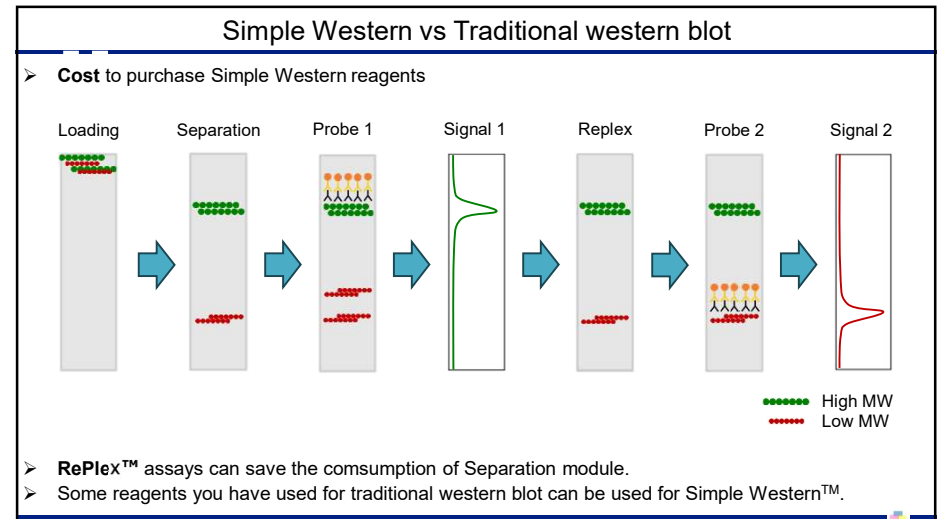 Simple Western vs Traditional western blot
➢ Cost to purchase Simple Western reagents
Loading Separation Probe 1 Signal 1 Replex Probe 2 Signal 2
High MW
Low MW
➢ RePlex™ assays can save the comsumption of Separation module.
➢ Some reagents you have used for traditional western blot can be used for Simple Western™.